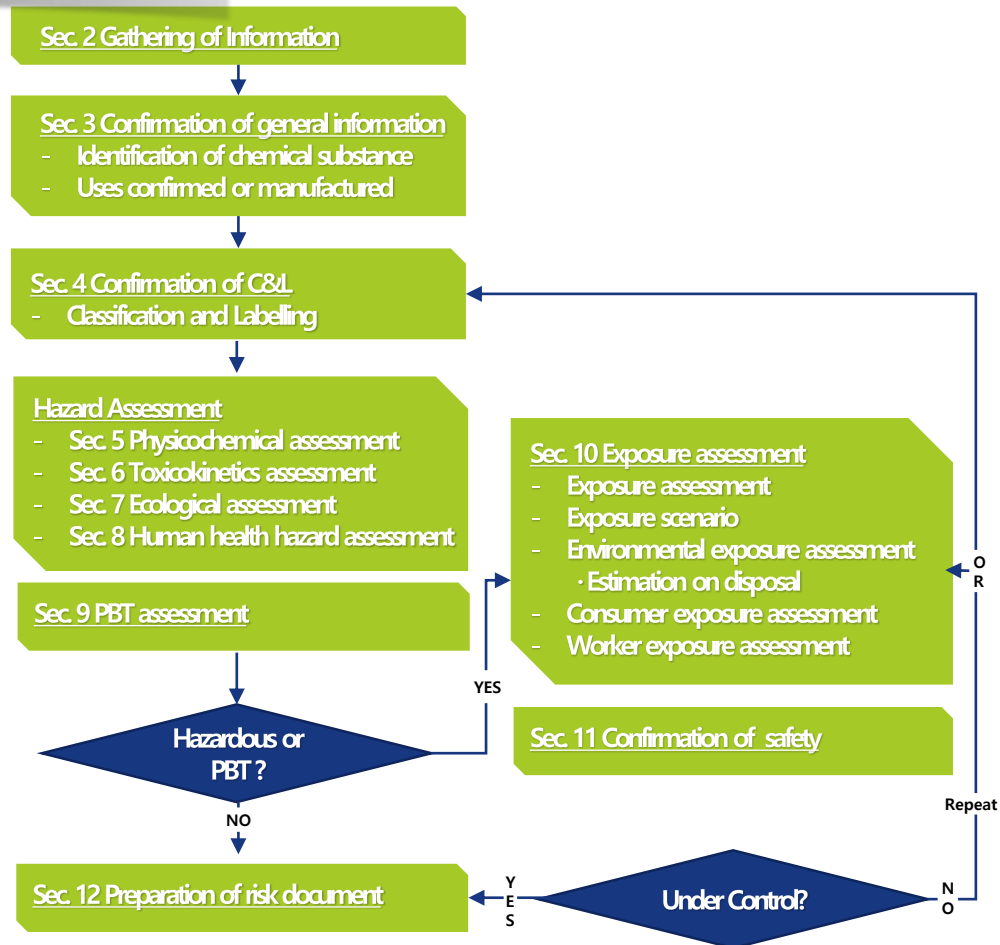 Sec. 2 Gathering of Information
Sec. 3 Confirmation of general information
- Identification of chemical substance
- Uses confirmed or manufactured
Sec. 4 Confirmation of C&L
- Classification and Labelling
Hazard Assessment
- Sec. 5 Physicochemical assessment
- Sec. 6 Toxicokinetics assessment
- Sec. 7 Ecological assessment
- Sec. 8 Human health hazard assessment
Sec. 9 PBT assessment
Hazardous or
PBT ?
YES
NO
Sec. 10 Exposure assessment
- Exposure assessment
- Exposure scenario
- Environmental exposure assessment
· Estimation on disposal
- Consumer exposure assessment
- Worker exposure assessment
OR
Sec. 11 Confirmation of safety
Repeat
Under Control?
NO
YES
Sec. 12 Preparation of risk document